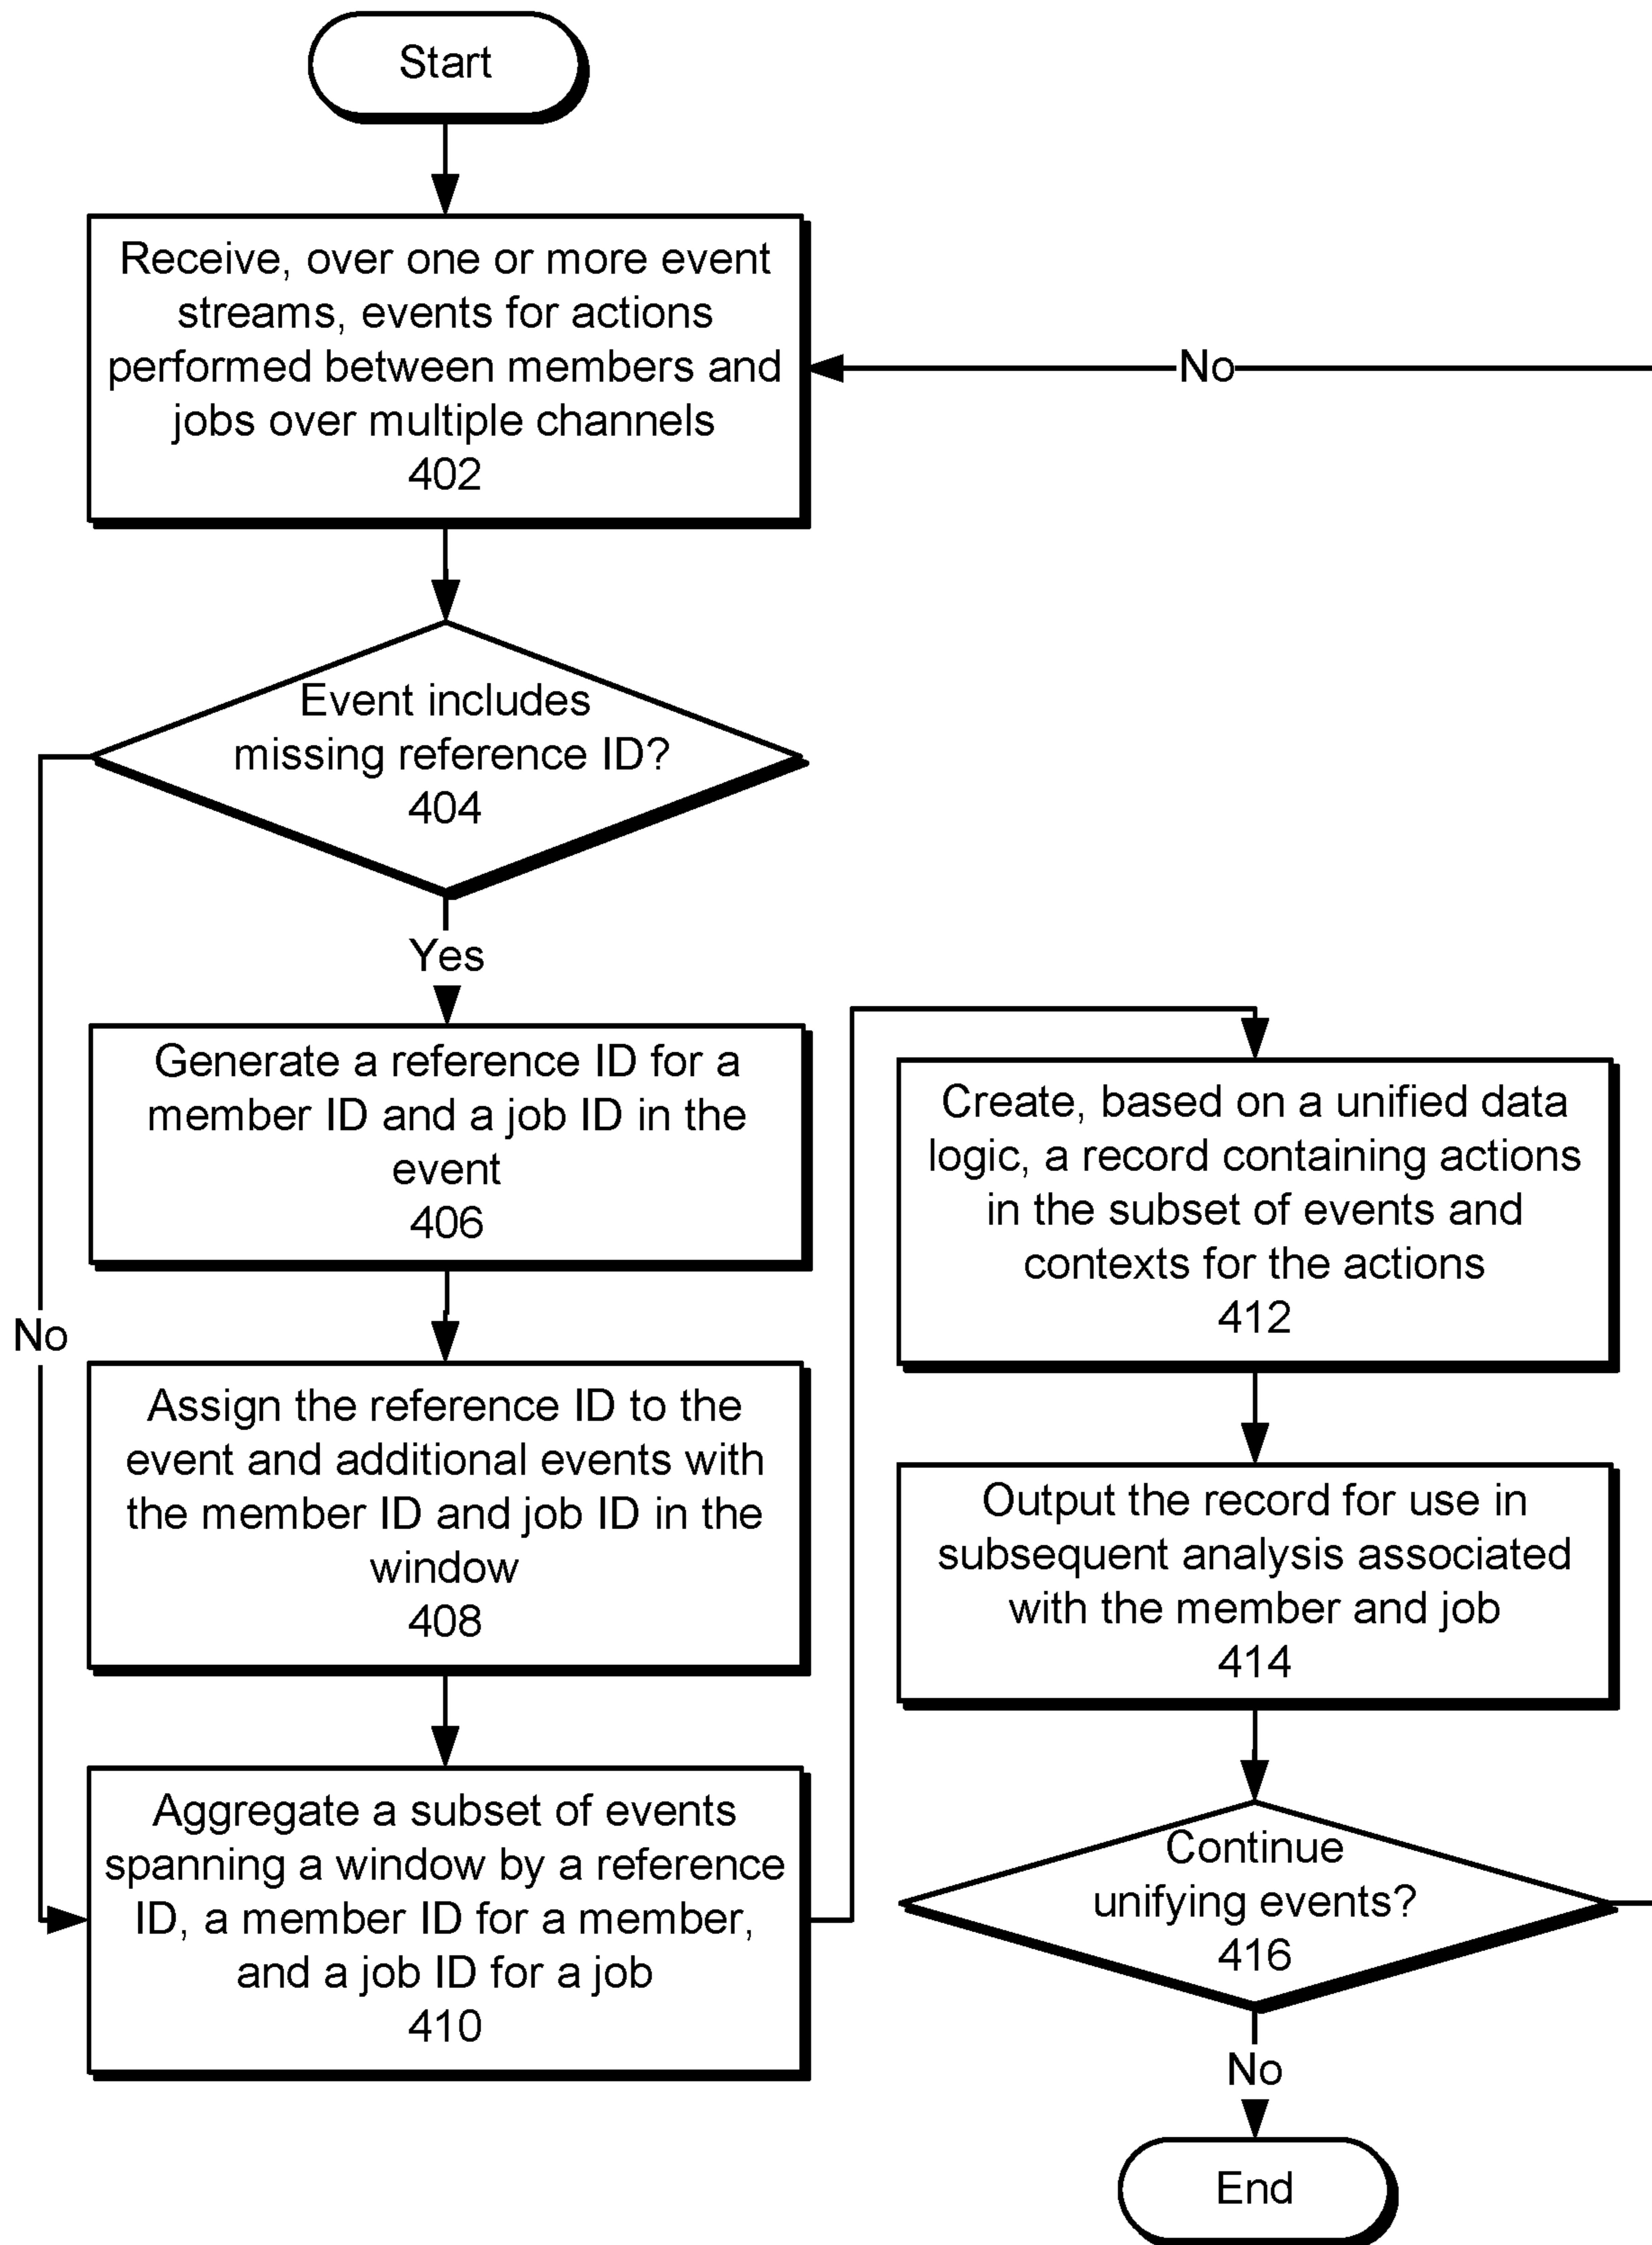 Start
Receive, over one or more event
streams, events for actions
performed between members and
jobs over multiple channels
402
No
Event includes
missing reference ID?
404
Yes
Generate a reference ID for a
member ID and a job ID in the
event
406
No
Assign the reference ID to the
event and additional events with
the member ID and job ID in the
window
408
Aggregate a subset of events
spanning a window by a reference
ID, a member ID for a member,
and a job ID for a job
410
Create, based on a unified data
logic, a record containing actions
in the subset of events and
contexts for the actions
412
Output the record for use in
subsequent analysis associated
with the member and job
414
Continue
unifying events?
416
No
End